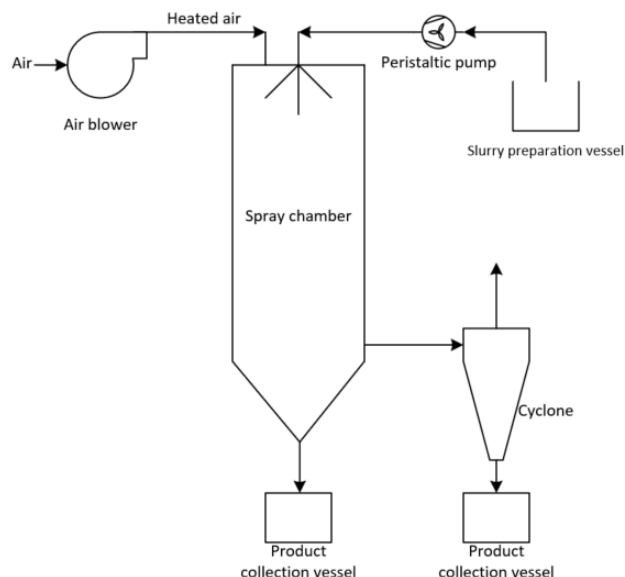 Heated air
Air
Peristaltic pump
Air blower
Slurry preparation vessel
Spray chamber
Cyclone
Product
collection vessel
Product
collection vessel